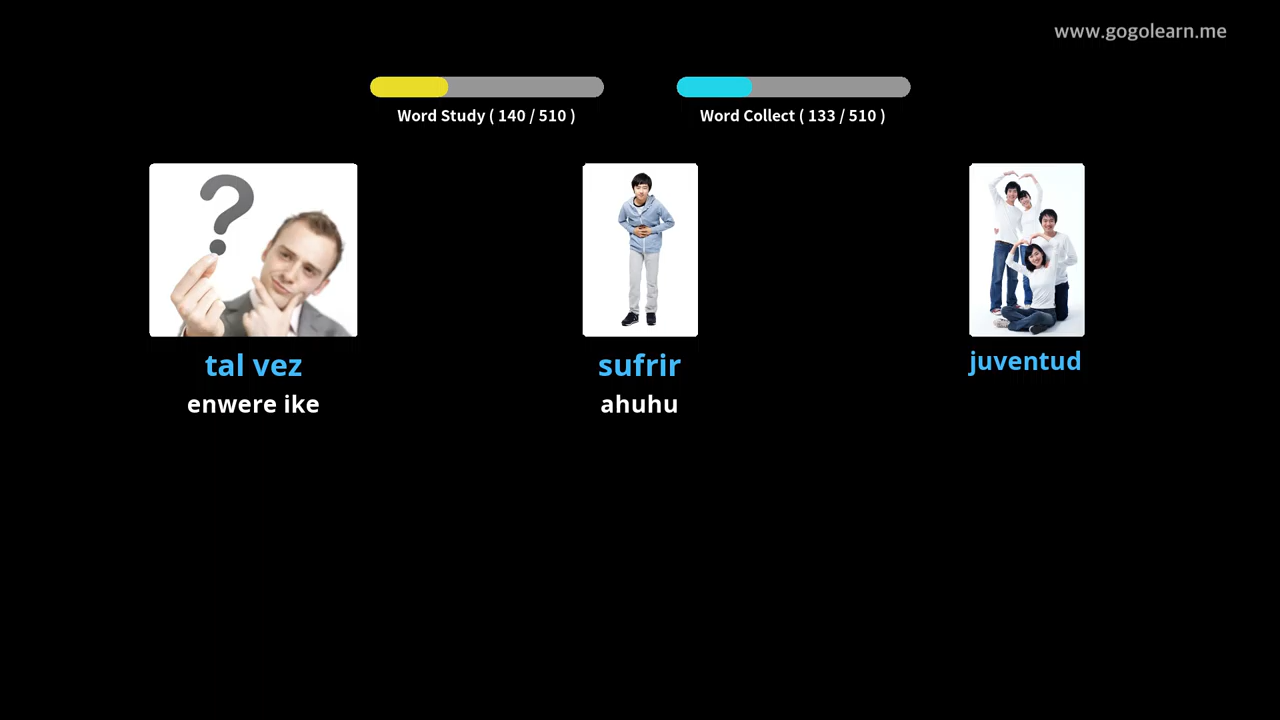 www.gogolearn.me
Word Study ( 140 / 510 )
Word Collect ( 133 / 510 )
tal vez
enwere ike
sufrir
ahuhu
juventud